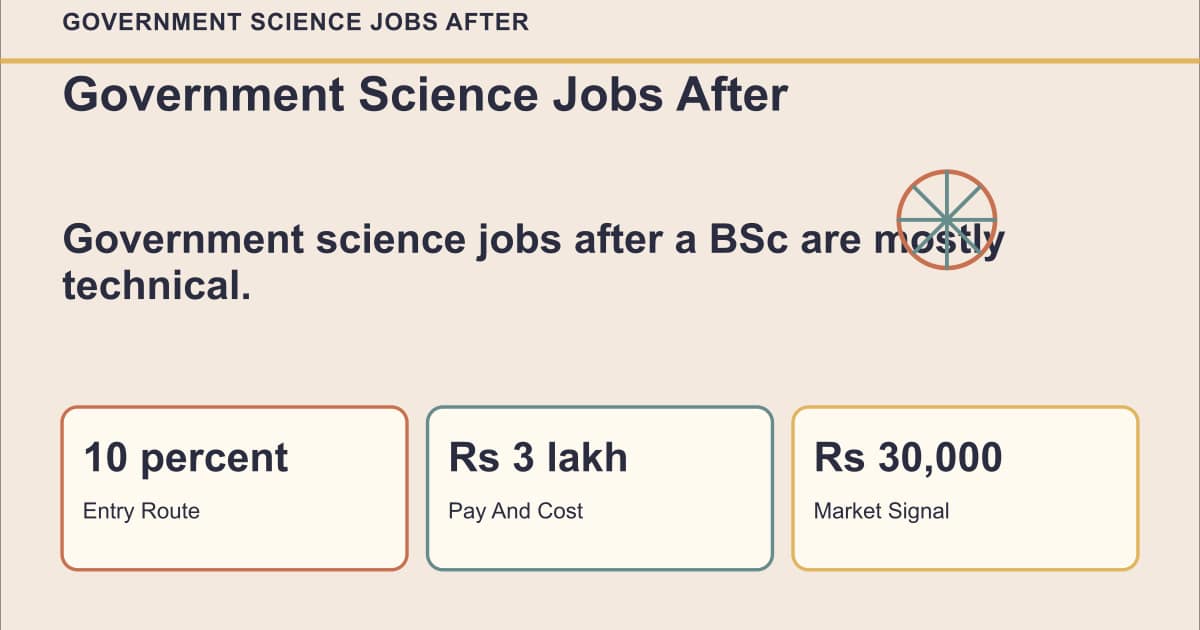 GOVERNMENT SCIENCE JOBS AFTER
Government Science Jobs After
Government science jobs after a BSc are mostly
technical.
10 percent
Entry Route
Rs 3 lakh
Pay And Cost
Rs 30,000
Market Signal